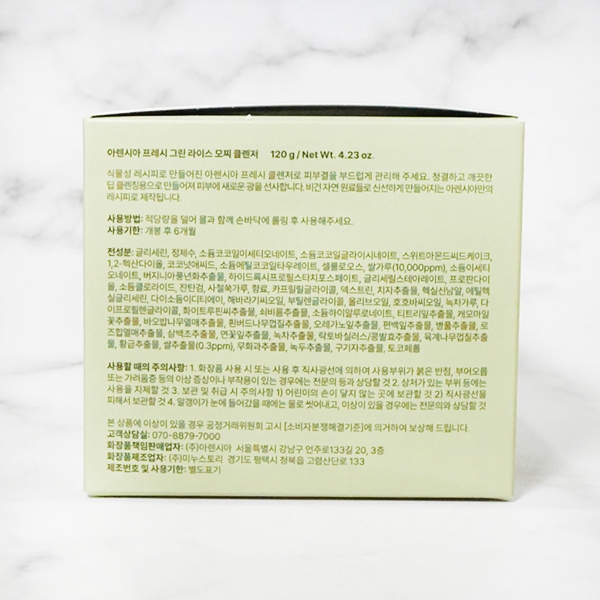 아렌시아 프레시 그린 라이스 모찌 클렌저 120 g / Net Wt. 4.23 oz.
식물성 레시피로 만들어진 아렌시아 프레시 클렌저로 피부결을 부드럽게 관리해 주세요. 청결하고 깨끗한
딥 클렌징용으로 만들어져 피부에 새로운 광을 선사합니다. 비건 자연 원료들로 신선하게 만들어지는 아렌시아만의
레시피로 제작됩니다.
사용방법: 적당량을 덜어 물과 함께 손바닥에 롤링 후 사용해주세요.
사용기한: 개봉 후 6개월
전성분: 글리세린, 정제수, 소듐코코일이세티오네이트, 소듐코코일글라이시네이트, 스위트아몬드씨드케이크,
1,2-헥산다이올, 코코넛애씨드, 소듐메틸코코일타우레이트, 셀룰로오스, 쌀가루(10,000ppm), 소듐이세티
오네이트, 버지니아풍년화추출물, 하이드록시프로필스타치포스페이트, 글리세릴스테아레이트, 프로판다이
올, 소듐클로라이드, 잔탄검, 사철쑥가루, 향료, 카프릴릴글라이콜, 덱스트린, 치자추출물, 헥실신남알, 에틸헥
실글리세린, 다이소듐이디티에이, 해바라기씨오일, 부틸렌글라이콜, 올리브오일, 호호바씨오일, 녹차가루, 다
이프로필렌글라이콜, 화이트루핀씨추출물, 쇠비름추출물, 소듐하이알루로네이트, 티트리잎추출물, 캐모마일
꽃추출물, 바오밥나무열매추출물, 흰버드나무껍질추출물, 오레가노잎추출물, 편백잎추출물, 병풀추출물, 로
즈힙열매추출물, 삼백초추출물, 연꽃잎추출물, 녹차추출물, 락토바실러스/콩발효추출물, 육계나무껍질추출
물, 황금추출물, 쌀추출물(0.3ppm), 무화과추출물, 녹두추출물, 구기자추출물, 토코페롤
사용할 때의 주의사항: 1. 화장품 사용 시 또는 사용 후 직사광선에 의하여 사용부위가 붉은 반점, 부어오름
또는 가려움증 등의 이상 증상이나 부작용이 있는 경우에는 전문의 등과 상담할 것 2. 상처가 있는 부위 등에는
사용을 자제할 것 3. 보관 및 취급 시 주의사항 1) 어린이의 손이 닿지 않는 곳에 보관할 것 2) 직사광선을
피해서 보관할 것 4. 알갱이가 눈에 들어갔을 때에는 물로 씻어내고, 이상이 있을 경우에는 전문의와 상담할 것
본 상품에 이상이 있을 경우 공정거래위원회 고시 [소비자분쟁해결기준]에 의거하여 보상해 드립니다.
고객상담실: 070-8879-7000
화장품책임판매업자: (주)아렌시아 서울특별시 강남구 언주로133길 20, 3층
화장품제조업자: (주)미누스토리 경기도 평택시 청북읍 고렴산단로 133
제조번호 및 사용기한: 별도표기